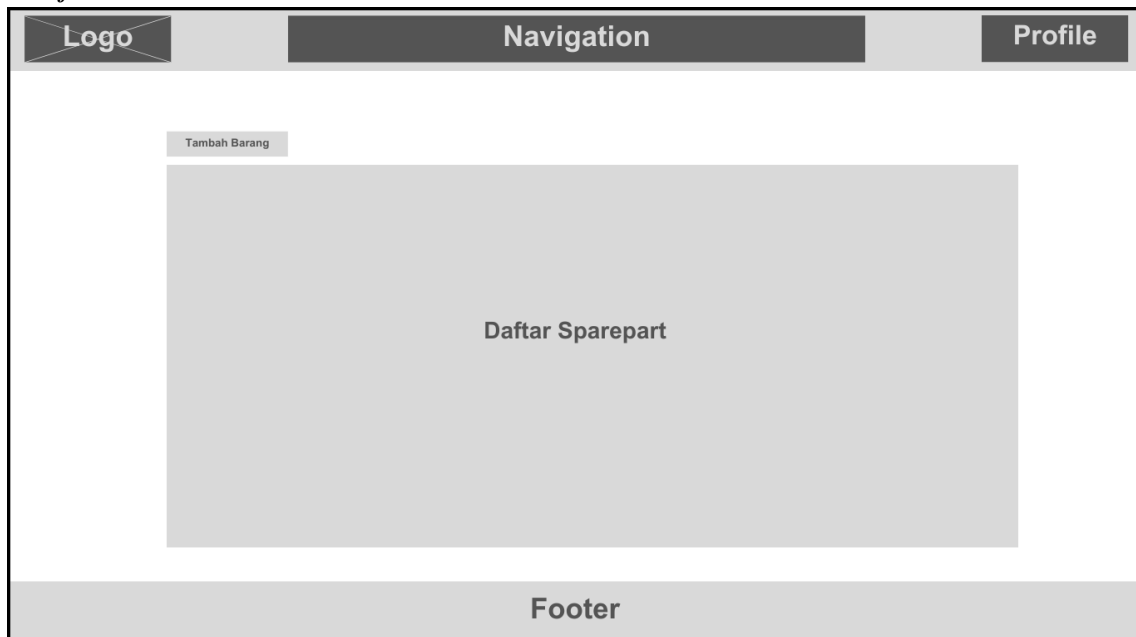 Logo
Navigation
Profile
Tambah Barang
Daftar Sparepart
Footer